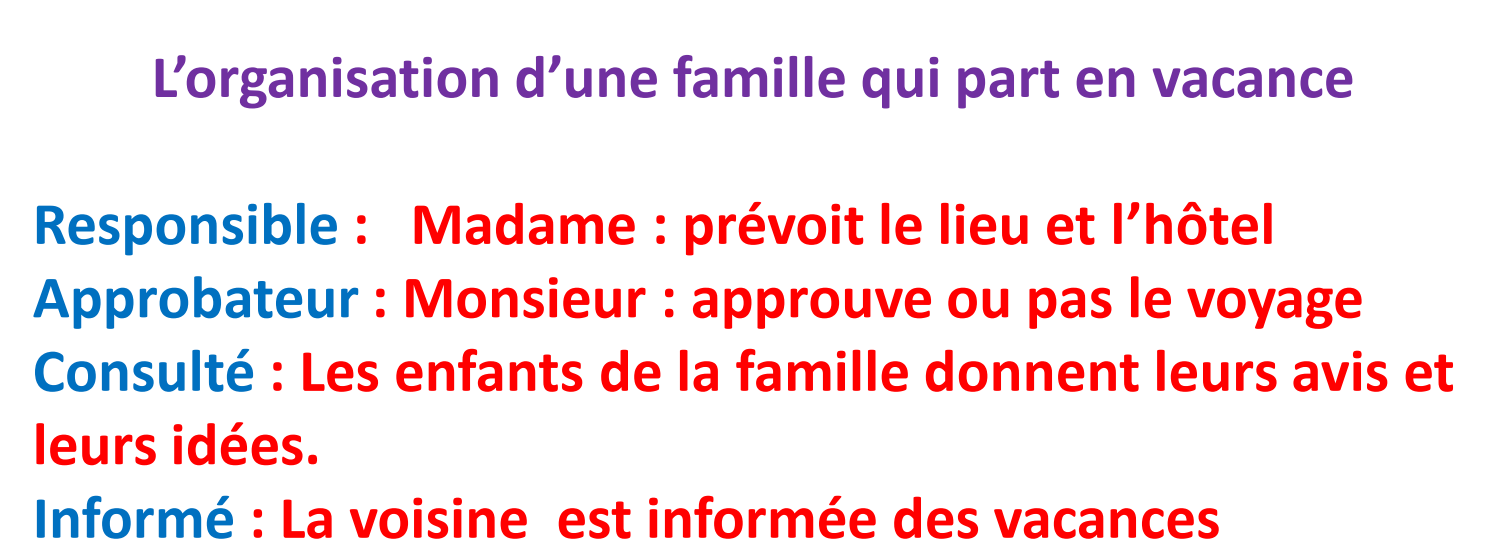 L’organisation d’une famille qui part en vacance
Responsible : Madame : prévoit le lieu et l’hôtel
Approbateur : Monsieur : approuve ou pas le voyage
Consulté : Les enfants de la famille donnent leurs avis et
leurs idées.
Informé : La voisine est informée des vacances